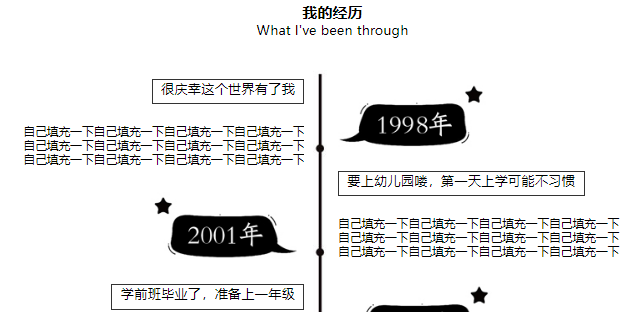 我的经历
What I've been through
很庆幸这个世界有了我
1998年
自己填充一下自己填充一下自己填充一下自己填充一下
自己填充一下自己填充一下自己填充一下自己填充一下
自己填充一下自己填充一下自己填充一下自己填充一下
要上幼儿园喽，第一天上学可能不习惯
2001年
自己填充一下自己填充一下自己填充一下自己填充一下
自己填充一下自己填充一下自己填充一下自己填充一下
自己填充一下自己填充一下自己填充一下自己填充一下
学前班毕业了，准备上一年级